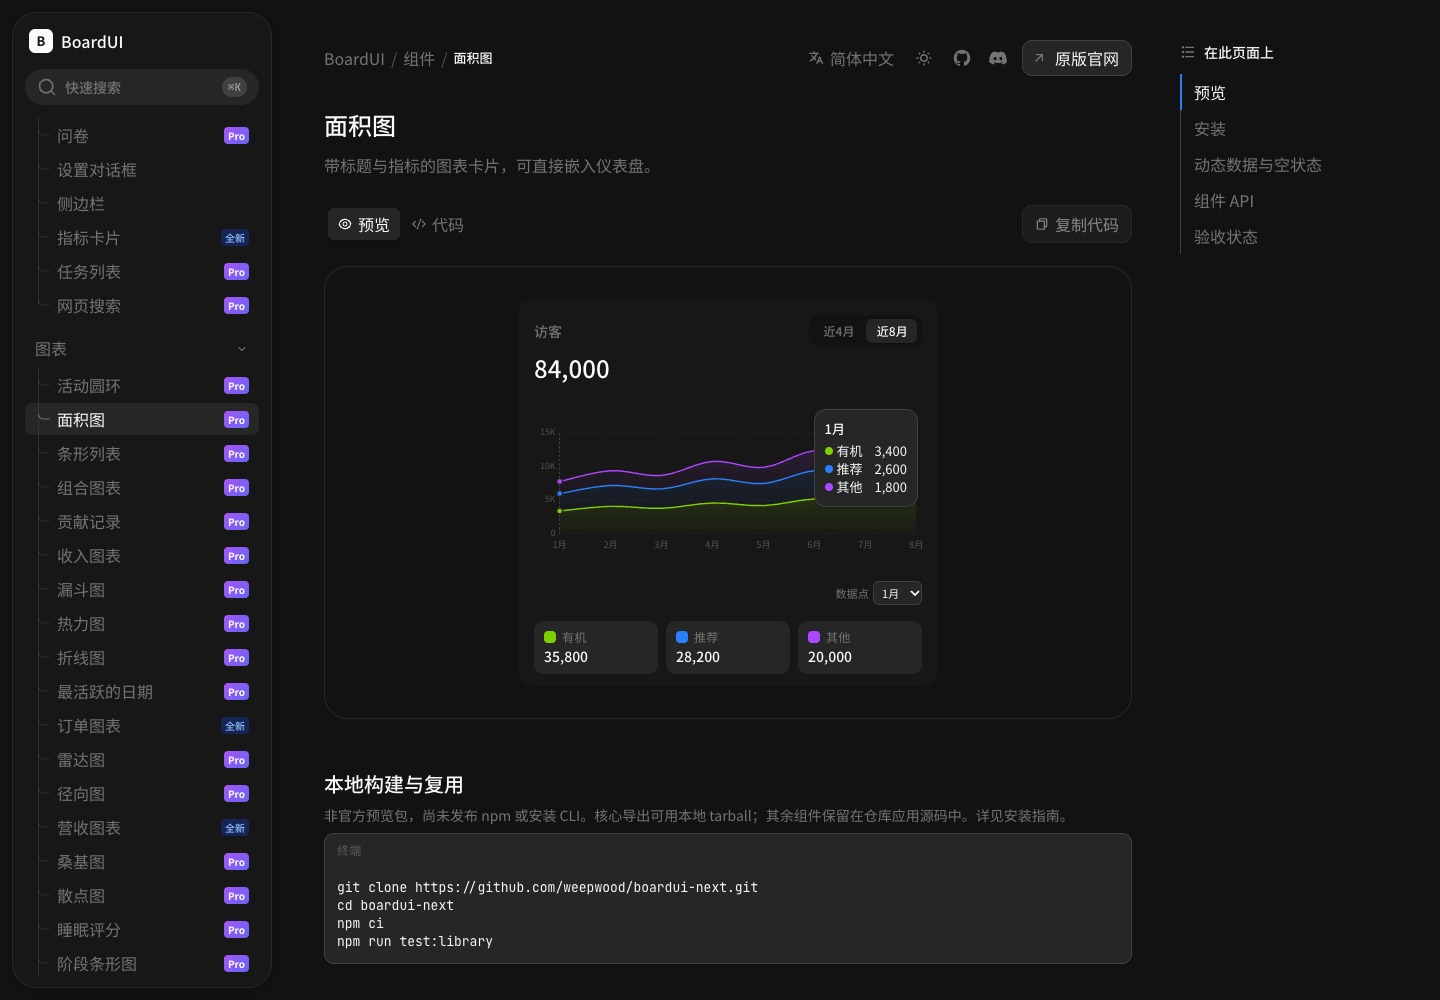 B BoardUI
快速搜索 ⌘K
问卷 Pro
设置对话框
侧边栏
指标卡片 全新
任务列表 Pro
网页搜索 Pro
图表
活动圆环 Pro
面积图 Pro
条形列表 Pro
组合图表 Pro
贡献记录 Pro
收入图表 Pro
漏斗图 Pro
热力图 Pro
折线图 Pro
最活跃的日期 Pro
订单图表 全新
雷达图 Pro
径向图 Pro
营收图表 全新
桑基图 Pro
散点图 Pro
睡眠评分 Pro
阶段条形图 Pro
BoardUI / 组件 / 面积图
简体中文
原版官网
面积图
带标题与指标的图表卡片，可直接嵌入仪表盘。
预览 代码
复制代码
访客
近4月 近8月
84,000
15K
10K
5K
0
1月 2月 3月 4月 5月 6月 7月 8月
1月
有机 3,400
推荐 2,600
其他 1,800
数据点 1月
有机
35,800
推荐
28,200
其他
20,000
本地构建与复用
非官方预览包，尚未发布 npm 或安装 CLI。核心导出可用本地 tarball；其余组件保留在仓库应用源码中。详见安装指南。
终端
git clone https://github.com/weepwood/boardui-next.git
cd boardui-next
npm ci
npm run test:library
在此页面上
预览
安装
动态数据与空状态
组件 API
验收状态